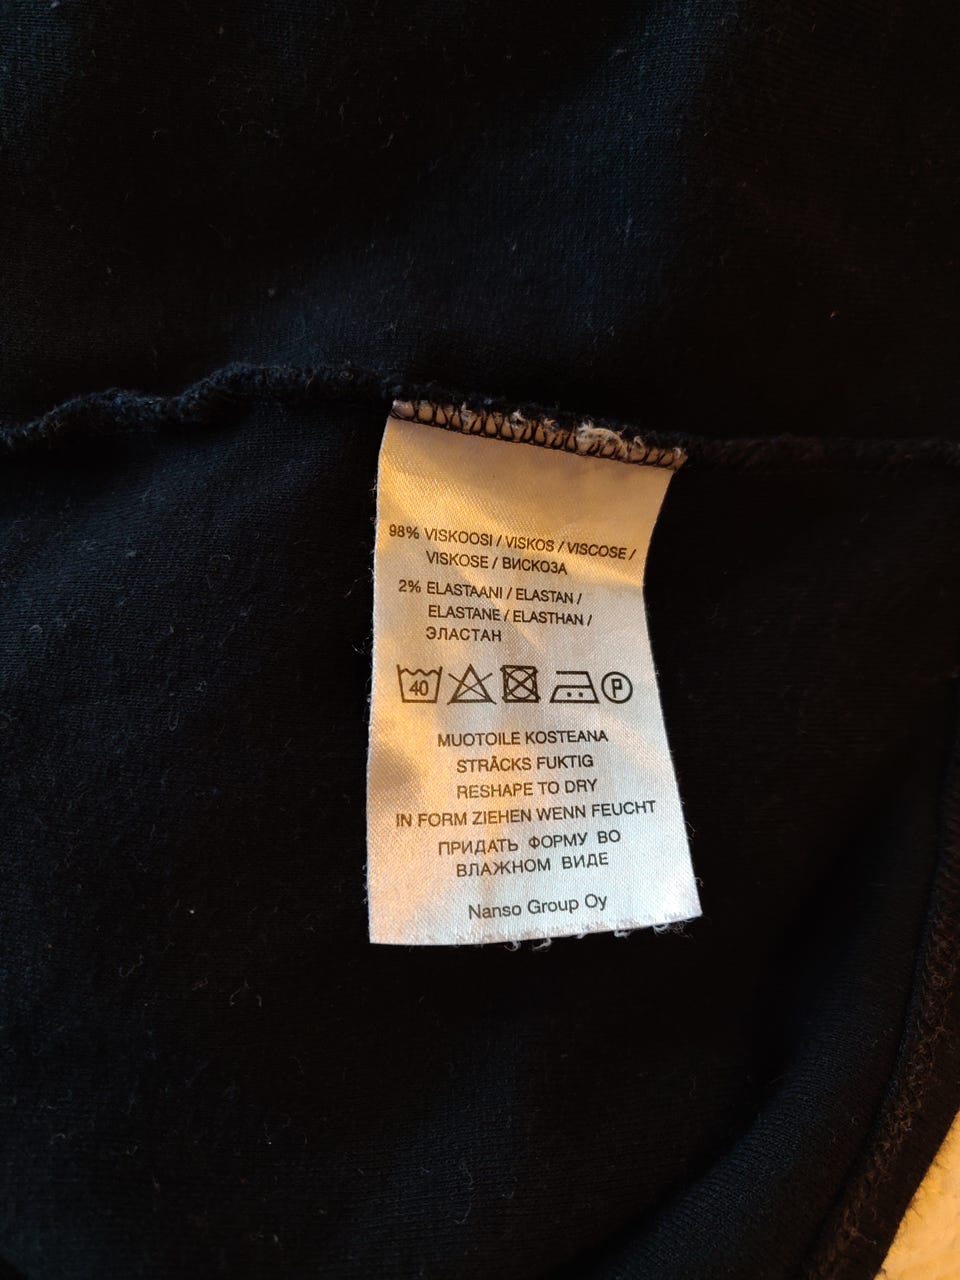 98% VISKOOSI / VISKOS / VISCOSE /
VISKOSE / ВИСКОЗА
2% ELASTAANI / ELASTAN /
ELASTANE / ELASTHAN /
ЭЛАСТАН
40 P
MUOTOILE KOSTEANA
STRÄCKS FUKTIG
RESHAPE TO DRY
IN FORM ZIEHEN WENN FEUCHT
ПРИДАТЬ ФОРМУ ВО
ВЛАЖНОМ ВИДЕ
Nanso Group Oy